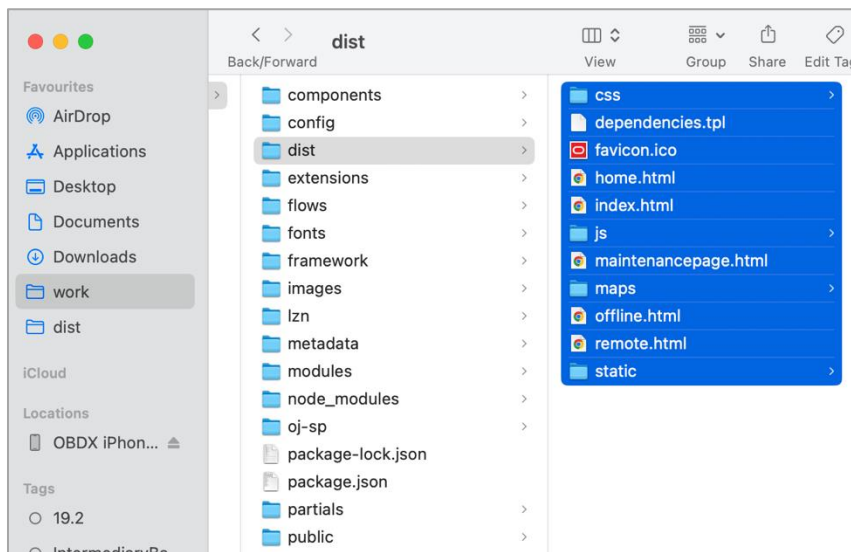 dist
Back/Forward
View
Group
Share
Edit Ta
Favourites
AirDrop
Applications
Desktop
Documents
Downloads
work
dist
iCloud
Locations
OBDX iPhon...
Tags
19.2
components
config
dist
extensions
flows
fonts
framework
images
lzn
metadata
modules
node_modules
oj-sp
package-lock.json
package.json
partials
public
css
dependencies.tpl
favicon.ico
home.html
index.html
js
maintenancepage.html
maps
offline.html
remote.html
static